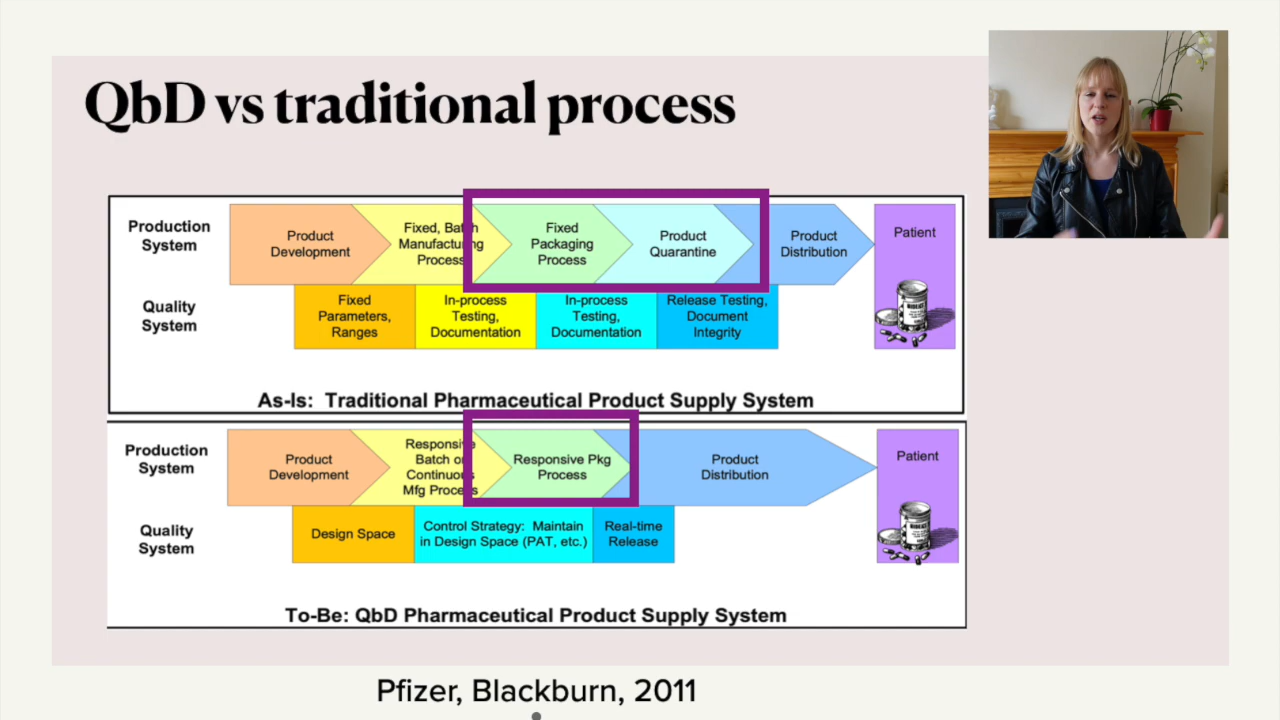 QbD vs traditional process
Production
System
Product
Development
Fixed, Batch
Manufacturing
Process
Fixed
Packaging
Process
Product
Quarantine
Product
Distribution
Patient
Quality
System
Fixed
Parameters,
Ranges
In-process
Testing,
Documentation
In-process
Testing,
Documentation
Release Testing,
Document
Integrity
As-Is: Traditional Pharmaceutical Product Supply System
Production
System
Product
Development
Responsive
Batch or
Continuous
Mfg Process
Responsive Pkg
Process
Product
Distribution
Patient
Quality
System
Design Space
Control Strategy: Maintain
in Design Space (PAT, etc.)
Real-time
Release
To-Be: QbD Pharmaceutical Product Supply System
Pfizer, Blackburn, 2011